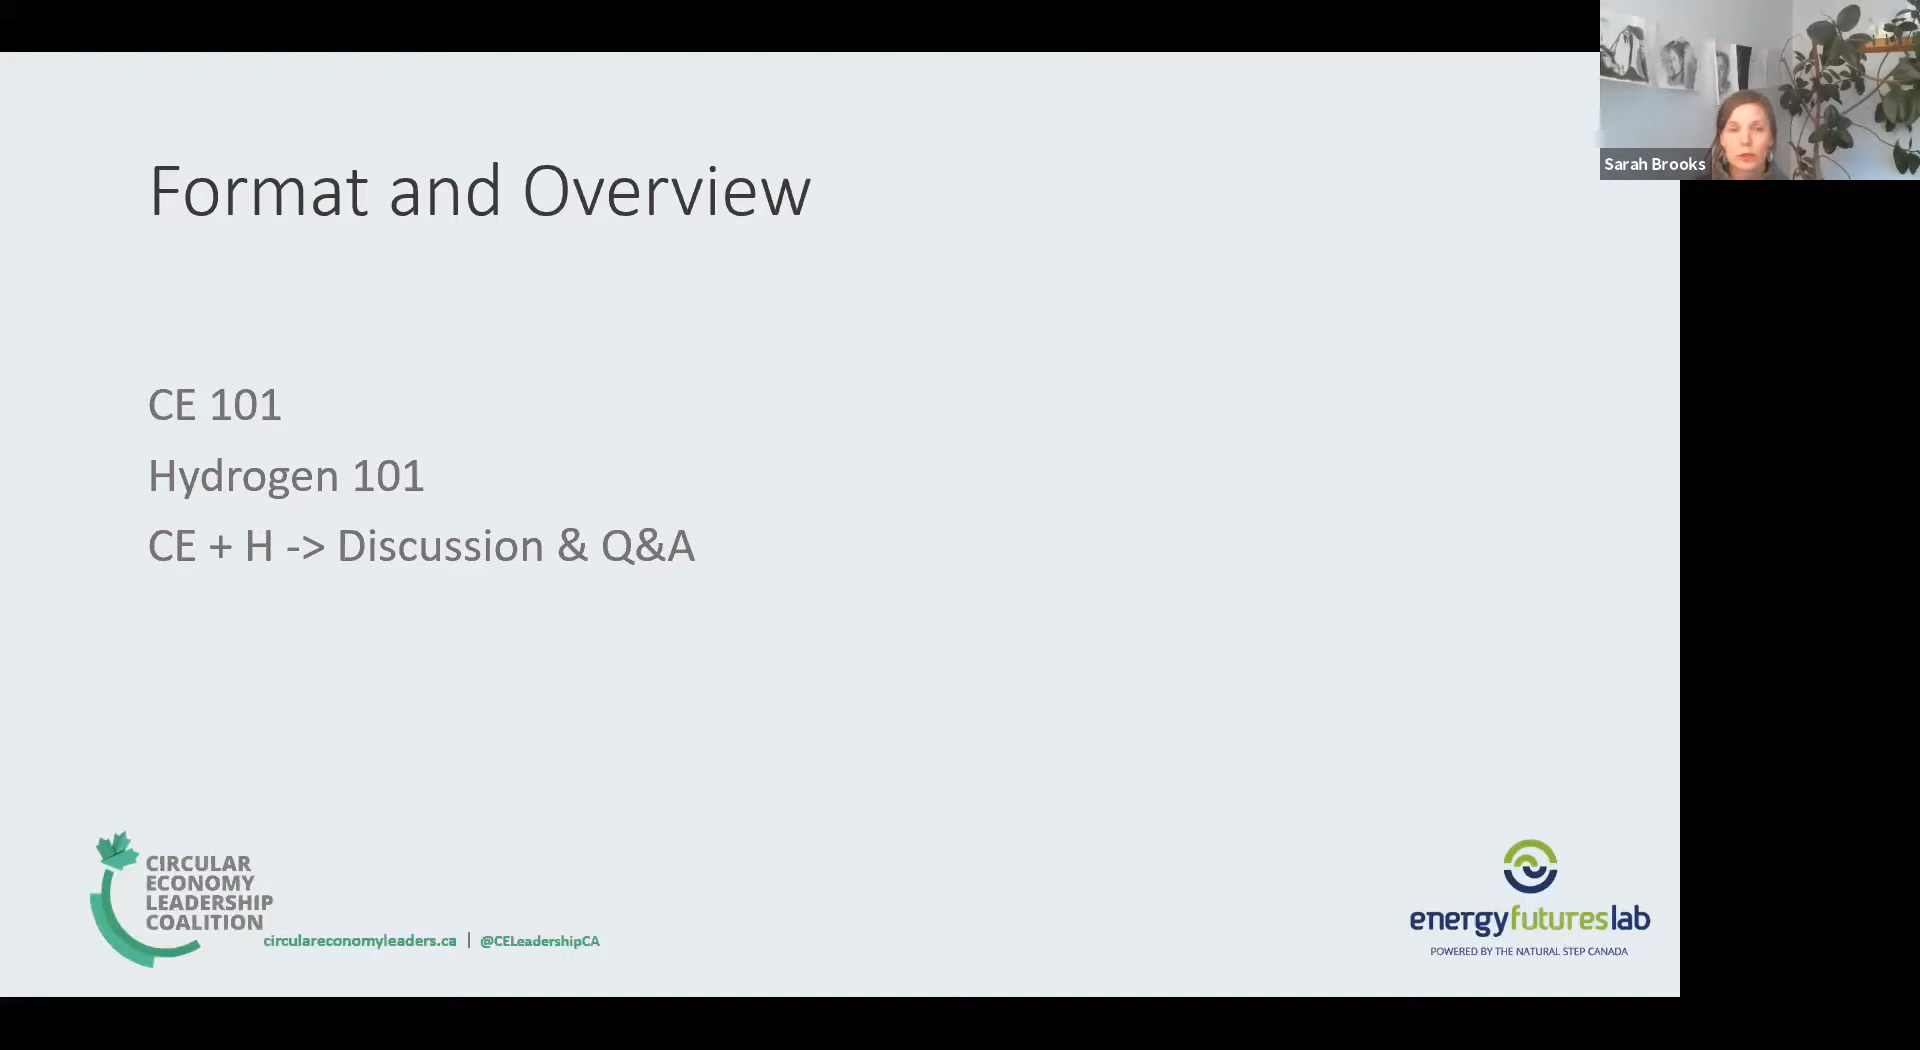 Sarah Brooks
Format and Overview
CE 101
Hydrogen 101
CE + H -> Discussion & Q&A
CIRCULAR
ECONOMY
LEADERSHIP
COALITION
circulareconomyleaders.ca | @CELeadershipCA
energyfutureslab
POWERED BY THE NATURAL STEP CANADA